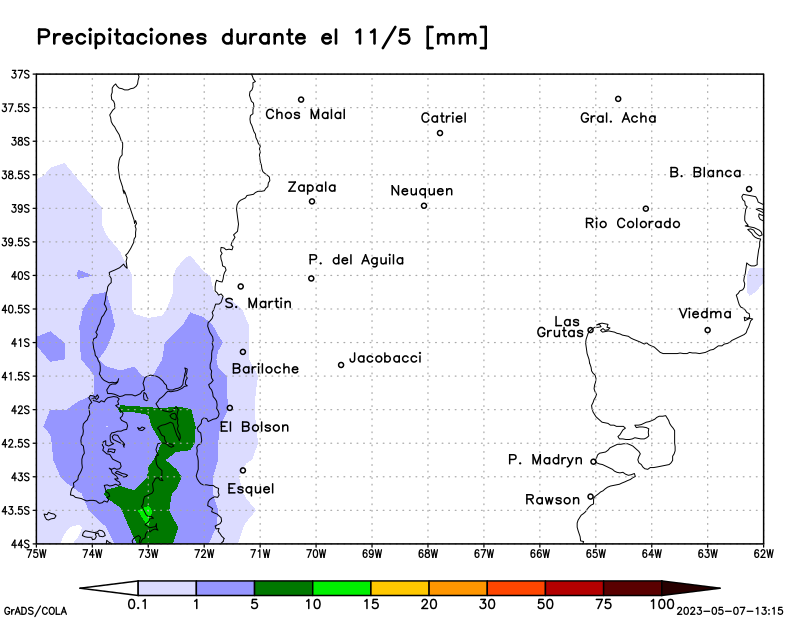 Precipitaciones durante el 11/5 [mm]
37S
37.5S
Chos Malal
Catriel
Gral. Acha
38S
38.5S
B. Blanca
Zapala
Neuquen
39S
Rio Colorado
39.5S
P. del Aguila
40S
S. Martin
40.5S
Las
Grutas
Viedma
41S
Bariloche
Jacobacci
41.5S
42S
El Bolson
42.5S
P. Madryn
43S
Esquel
Rawson
43.5S
44S
75W 74W 73W 72W 71W 70W 69W 68W 67W 66W 65W 64W 63W 62W
0.1 1 5 10 15 20 30 50 75 100
GrADS/COLA
2023-05-07-13:15